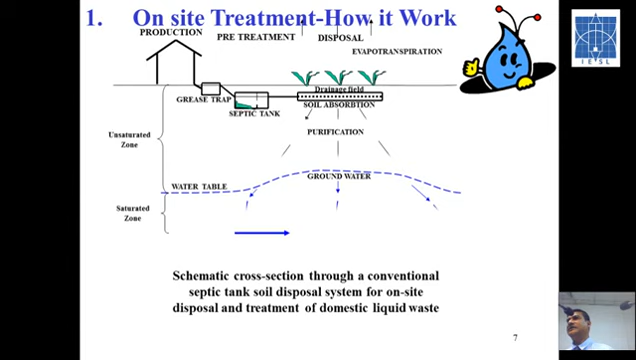 1. On site Treatment-How it Work
PRODUCTION
PRE TREATMENT
DISPOSAL
EVAPOTRANSPIRATION
Drainage field
GREASE TRAP
SOIL ABSORBTION
SEPTIC TANK
PURIFICATION
Unsaturated
Zone
GROUND WATER
WATER TABLE
Saturated
Zone
Schematic cross-section through a conventional
septic tank soil disposal system for on-site
disposal and treatment of domestic liquid waste
7
IESL